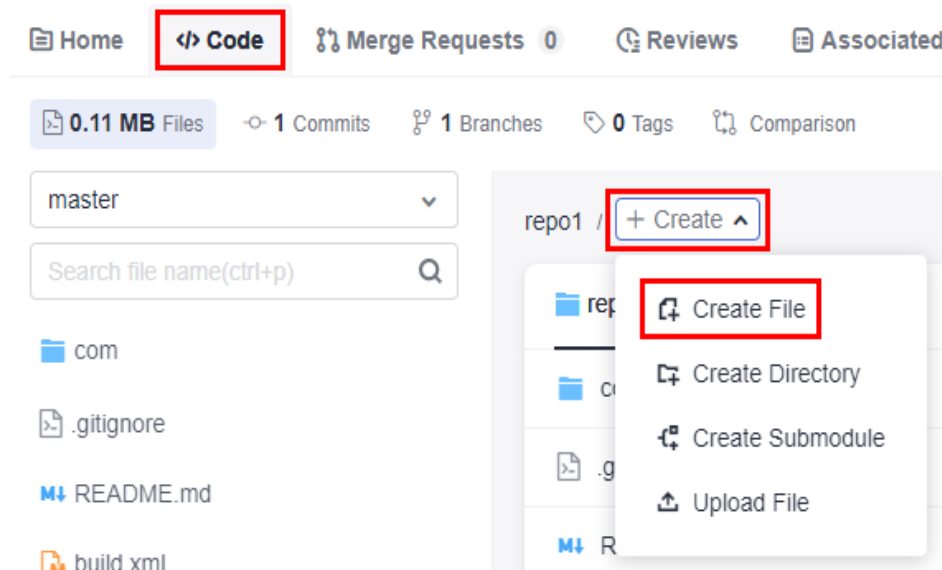 Home
</> Code
Merge Requests 0
Reviews
Associated
0.11 MB Files
1 Commits
1 Branches
0 Tags
Comparison
master
Search file name(ctrl+p)
com
.gitignore
M↓ README.md
build.xml
repo1 / + Create
Create File
Create Directory
Create Submodule
Upload File